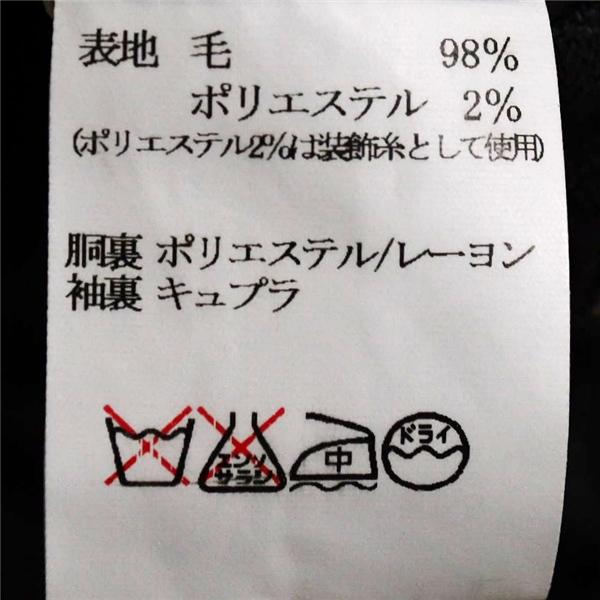 表地 毛 98%
ポリエステル 2%
(ポリエステル2%は装飾糸として使用)
胴裏 ポリエステル/レーヨン
袖裏 キュプラ
エンソ
サラシ
中
ドライ